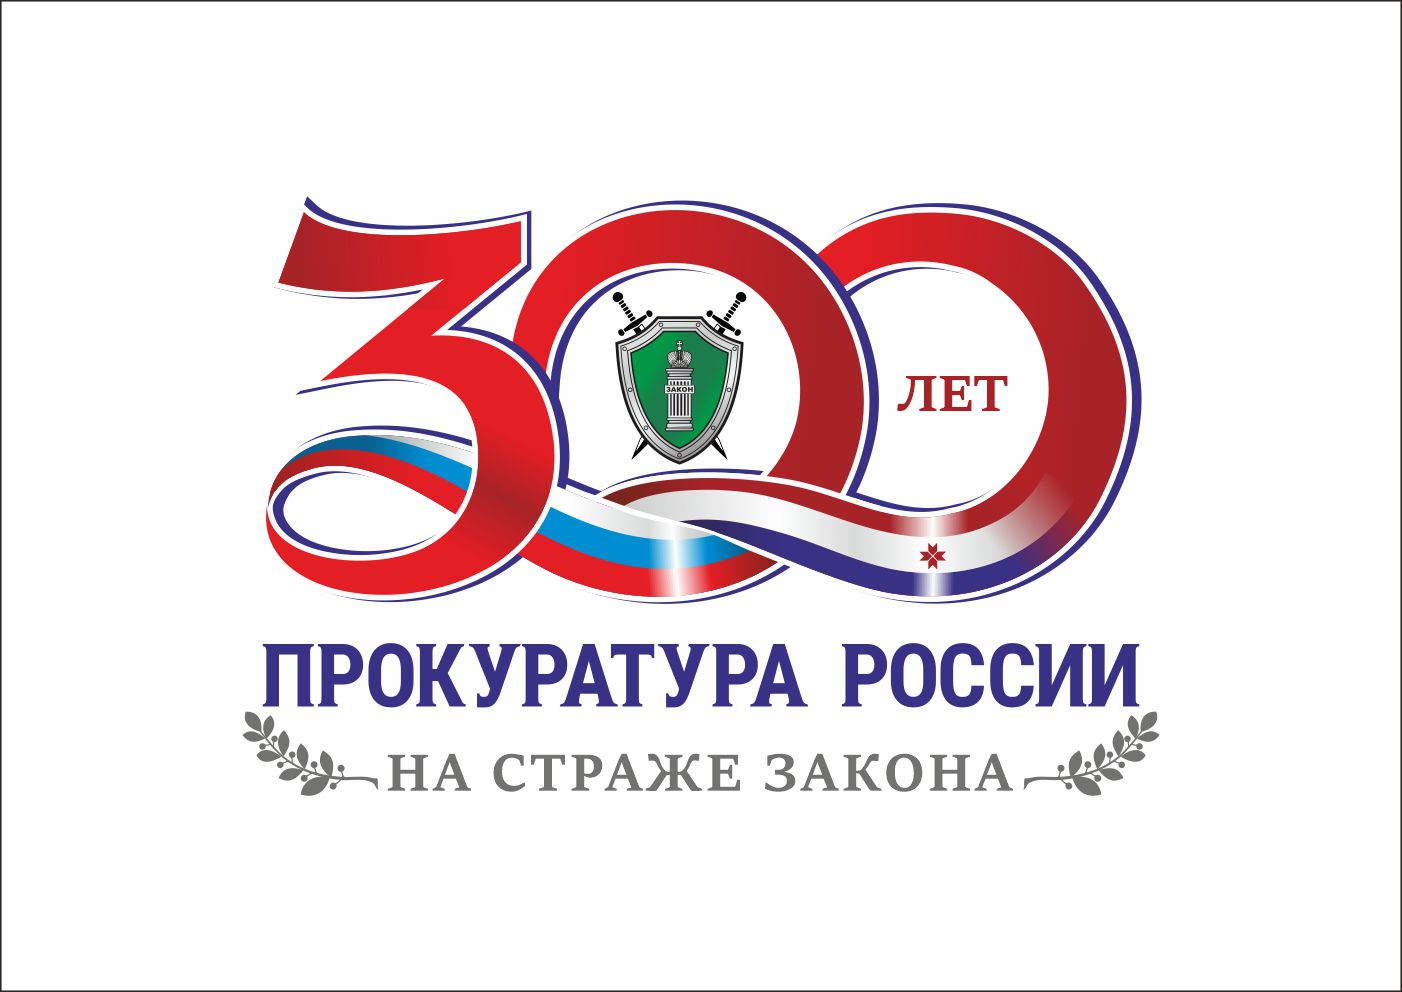 300
ЛЕТ
ЗАКОН
ПРОКУРАТУРА РОССИИ
НА СТРАЖЕ ЗАКОНА